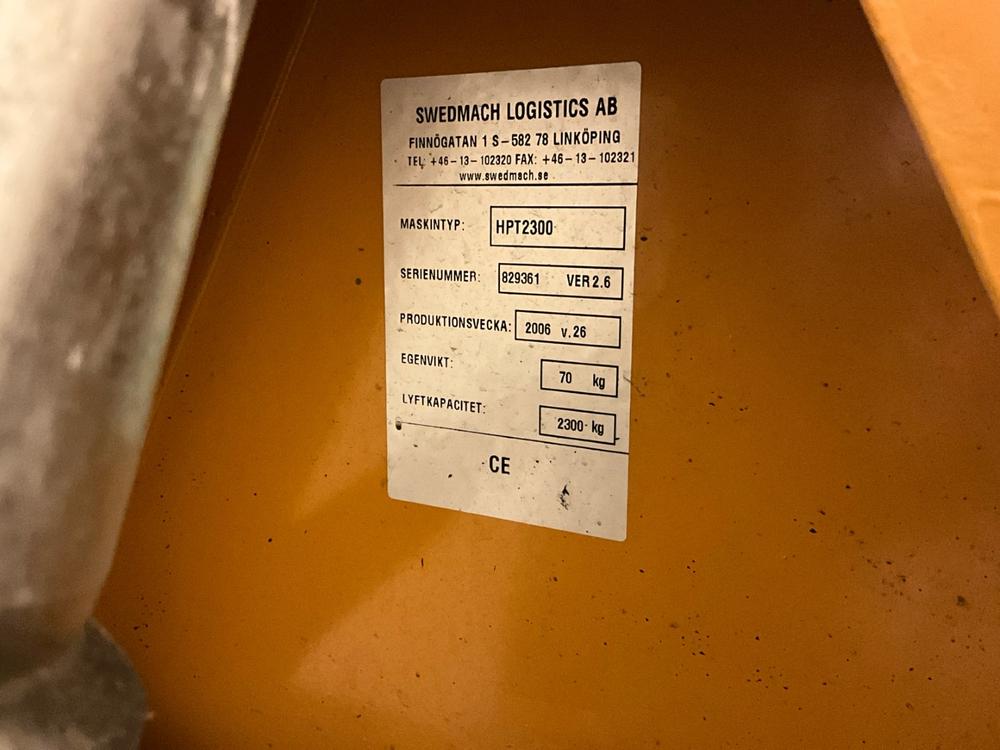 SWEDMACH LOGISTICS AB
FINNÖGATAN 1 S-582 78 LINKÖPING
TEL: +46-13-102320 FAX: +46-13-102321
www.swedmach.se
MASKINTYP: HPT2300
SERIENUMMER: 829361 VER 2.6
PRODUKTIONSVECKA: 2006 v.26
EGENVIKT: 70 kg
LYFTKAPACITET: 2300 kg
CE